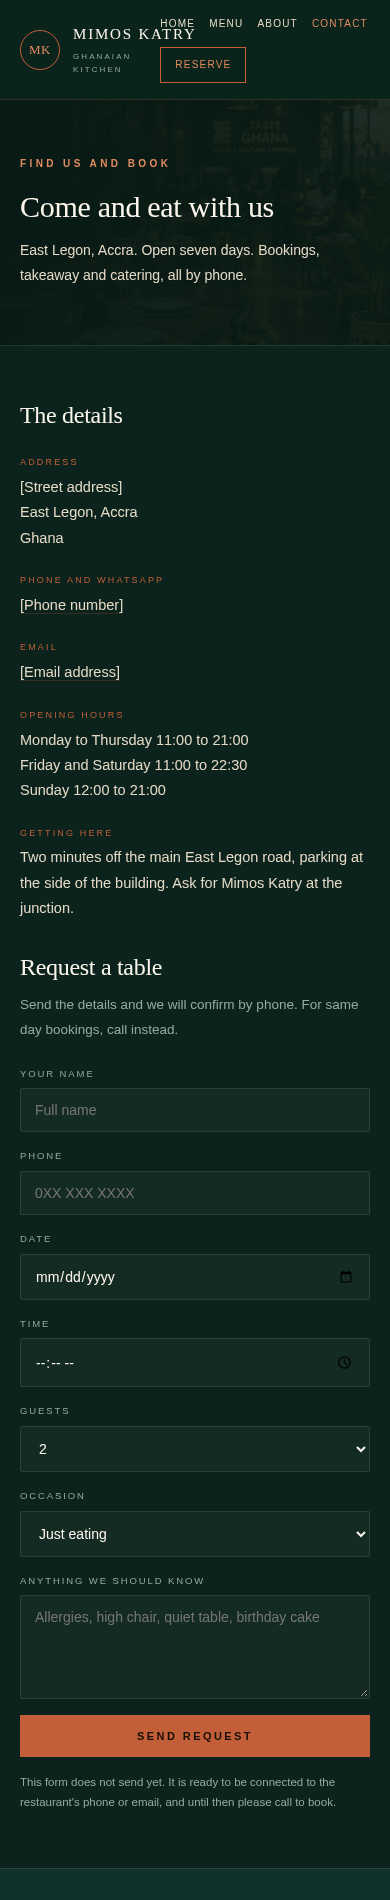 MK
MIMOS KATRY
GHANAIAN
KITCHEN
HOME MENU ABOUT CONTACT
RESERVE
TASTE
GHANA
FIND US AND BOOK
Come and eat with us
East Legon, Accra. Open seven days. Bookings,
takeaway and catering, all by phone.
The details
ADDRESS
[Street address]
East Legon, Accra
Ghana
PHONE AND WHATSAPP
[Phone number]
EMAIL
[Email address]
OPENING HOURS
Monday to Thursday 11:00 to 21:00
Friday and Saturday 11:00 to 22:30
Sunday 12:00 to 21:00
GETTING HERE
Two minutes off the main East Legon road, parking at
the side of the building. Ask for Mimos Katry at the
junction.
Request a table
Send the details and we will confirm by phone. For same
day bookings, call instead.
YOUR NAME
Full name
PHONE
0XX XXX XXXX
DATE
mm/dd/yyyy
TIME
--:-- --
GUESTS
2
OCCASION
Just eating
ANYTHING WE SHOULD KNOW
Allergies, high chair, quiet table, birthday cake
SEND REQUEST
This form does not send yet. It is ready to be connected to the
restaurant's phone or email, and until then please call to book.